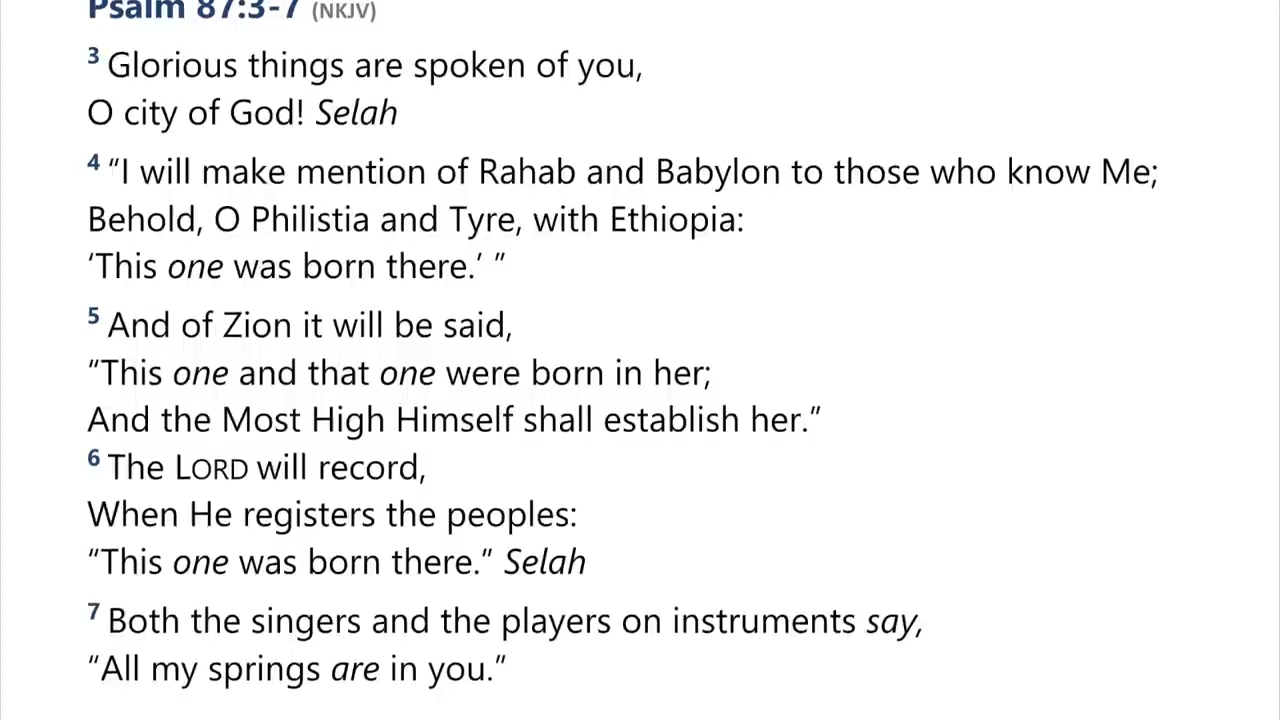 Psalm 87:3-7 (NKJV)
3 Glorious things are spoken of you,
O city of God! Selah
4 “I will make mention of Rahab and Babylon to those who know Me;
Behold, O Philistia and Tyre, with Ethiopia:
‘This one was born there.’ ”
5 And of Zion it will be said,
“This one and that one were born in her;
And the Most High Himself shall establish her.”
6 The LORD will record,
When He registers the peoples:
“This one was born there.” Selah
7 Both the singers and the players on instruments say,
“All my springs are in you.”